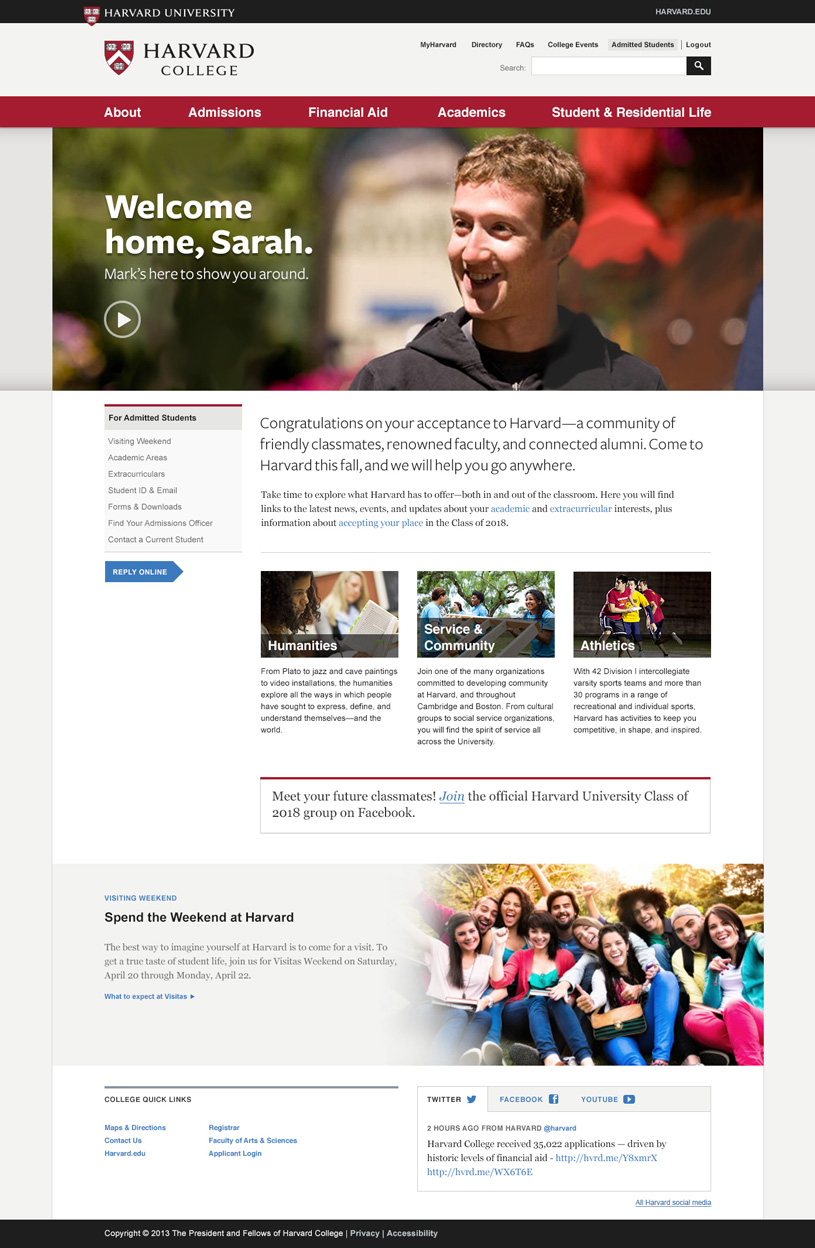 HARVARD UNIVERSITY
HARVARD.EDU
HARVARD
COLLEGE
MyHarvard Directory FAQs College Events Admitted Students | Logout
Search:
About Admissions Financial Aid Academics Student & Residential Life
Welcome
home, Sarah.
Mark's here to show you around.
For Admitted Students
Visiting Weekend
Academic Areas
Extracurriculars
Student ID & Email
Forms & Downloads
Find Your Admissions Officer
Contact a Current Student
REPLY ONLINE
Congratulations on your acceptance to Harvard—a community of
friendly classmates, renowned faculty, and connected alumni. Come to
Harvard this fall, and we will help you go anywhere.
Take time to explore what Harvard has to offer—both in and out of the classroom. Here you will find
links to the latest news, events, and updates about your academic and extracurricular interests, plus
information about accepting your place in the Class of 2018.
Humanities
From Plato to jazz and cave paintings
to video installations, the humanities
explore all the ways in which people
have sought to express, define, and
understand themselves—and the
world.
Service &
Community
Join one of the many organizations
committed to developing community
at Harvard, and throughout
Cambridge and Boston. From cultural
groups to social service organizations,
you will find the spirit of service all
across the University.
Athletics
With 42 Division I intercollegiate
varsity sports teams and more than
30 programs in a range of
recreational and individual sports,
Harvard has activities to keep you
competitive, in shape, and inspired.
Meet your future classmates! Join the official Harvard University Class of
2018 group on Facebook.
VISITING WEEKEND
Spend the Weekend at Harvard
The best way to imagine yourself at Harvard is to come for a visit. To
get a true taste of student life, join us for Visitas Weekend on Saturday,
April 20 through Monday, April 22.
What to expect at Visitas
COLLEGE QUICK LINKS
Maps & Directions
Contact Us
Harvard.edu
Registrar
Faculty of Arts & Sciences
Applicant Login
TWITTER FACEBOOK YOUTUBE
2 HOURS AGO FROM HARVARD @harvard
Harvard College received 35,022 applications — driven by
historic levels of financial aid - http://hvrd.me/Y8xmrX
http://hvrd.me/WX6T6E
All Harvard social media
Copyright © 2013 The President and Fellows of Harvard College | Privacy | Accessibility